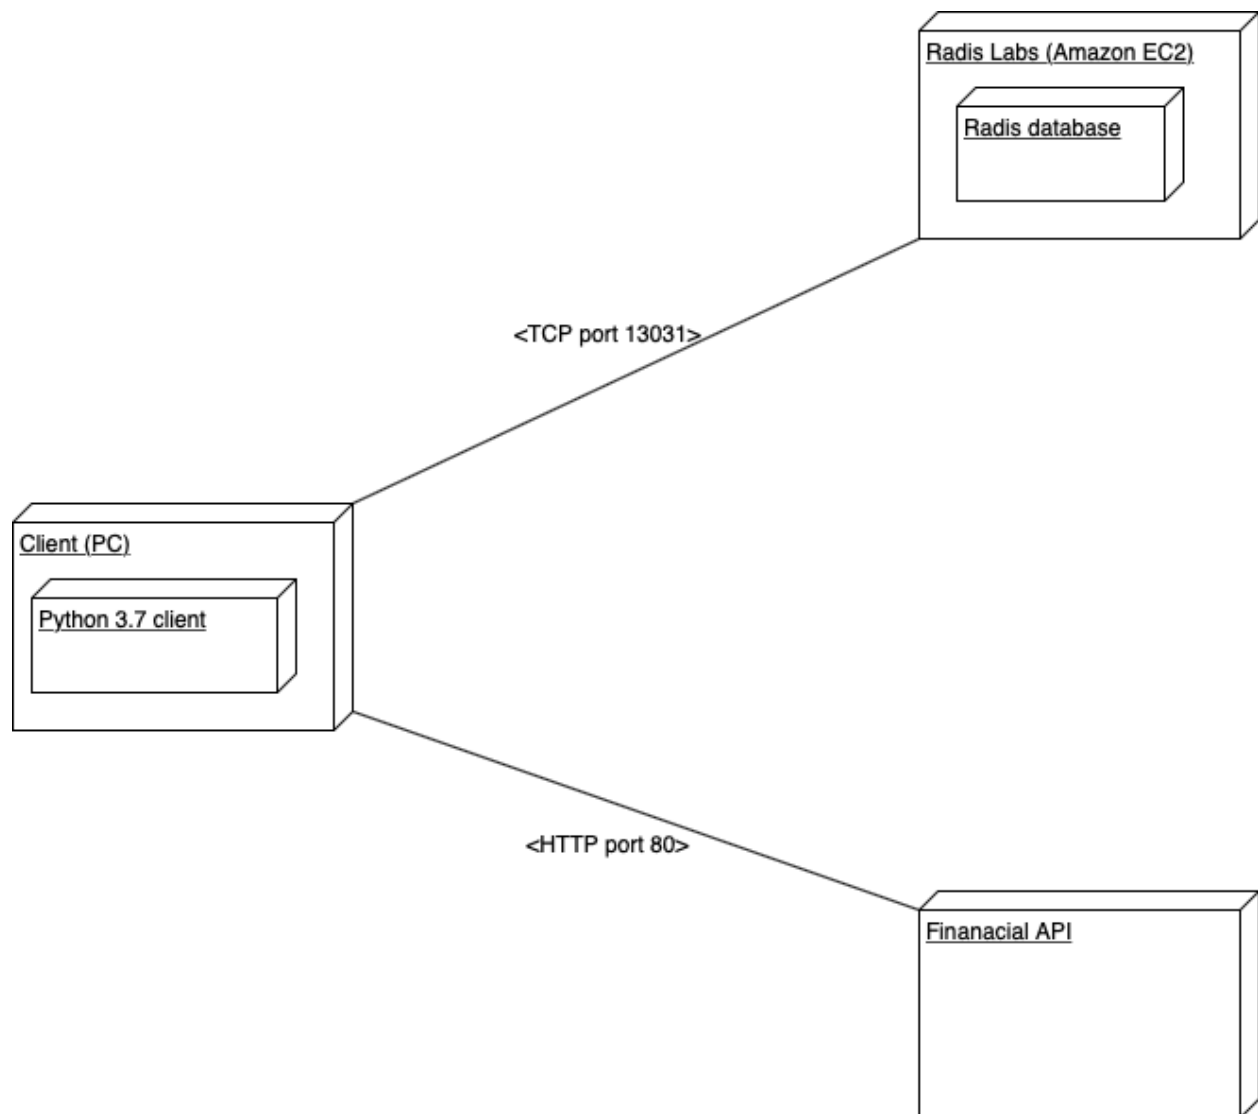 Radis Labs (Amazon EC2)
Radis database
<TCP port 13031>
Client (PC)
Python 3.7 client
<HTTP port 80>
Finanacial API